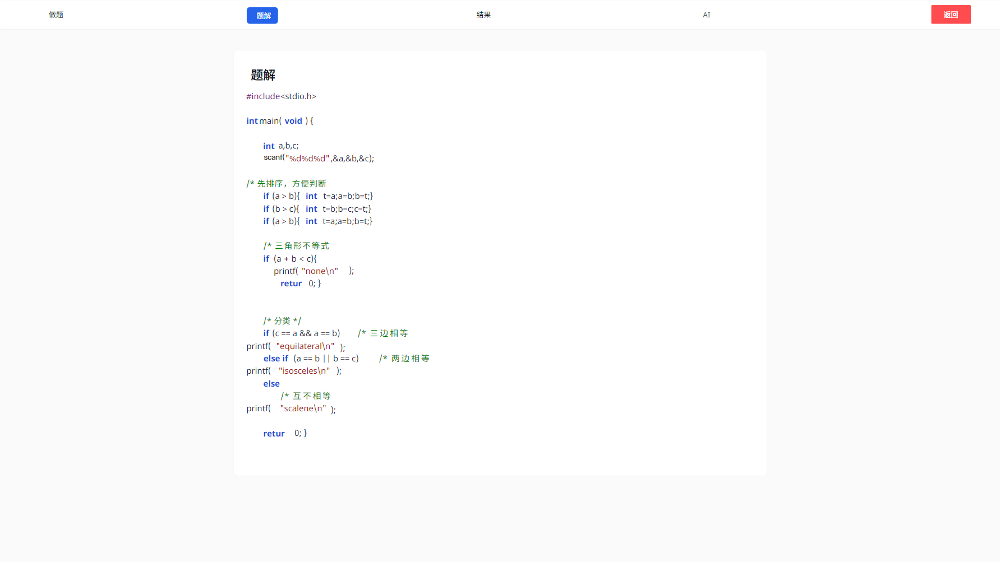 做题 题解 结果 AI 返回
题解
#include<stdio.h>
int main( void ) {
int a,b,c;
scanf("%d%d%d",&a,&b,&c);
/* 先排序，方便判断
if (a > b){ int t=a;a=b;b=t;}
if (b > c){ int t=b;b=c;c=t;}
if (a > b){ int t=a;a=b;b=t;}
/* 三角形不等式
if (a + b < c){
printf( "none\n" );
retur 0; }
/* 分类 */
if (c == a && a == b) /* 三边相等
printf( "equilateral\n" );
else if (a == b || b == c) /* 两边相等
printf( "isosceles\n" );
else
/* 互不相等
printf( "scalene\n" );
retur 0; }